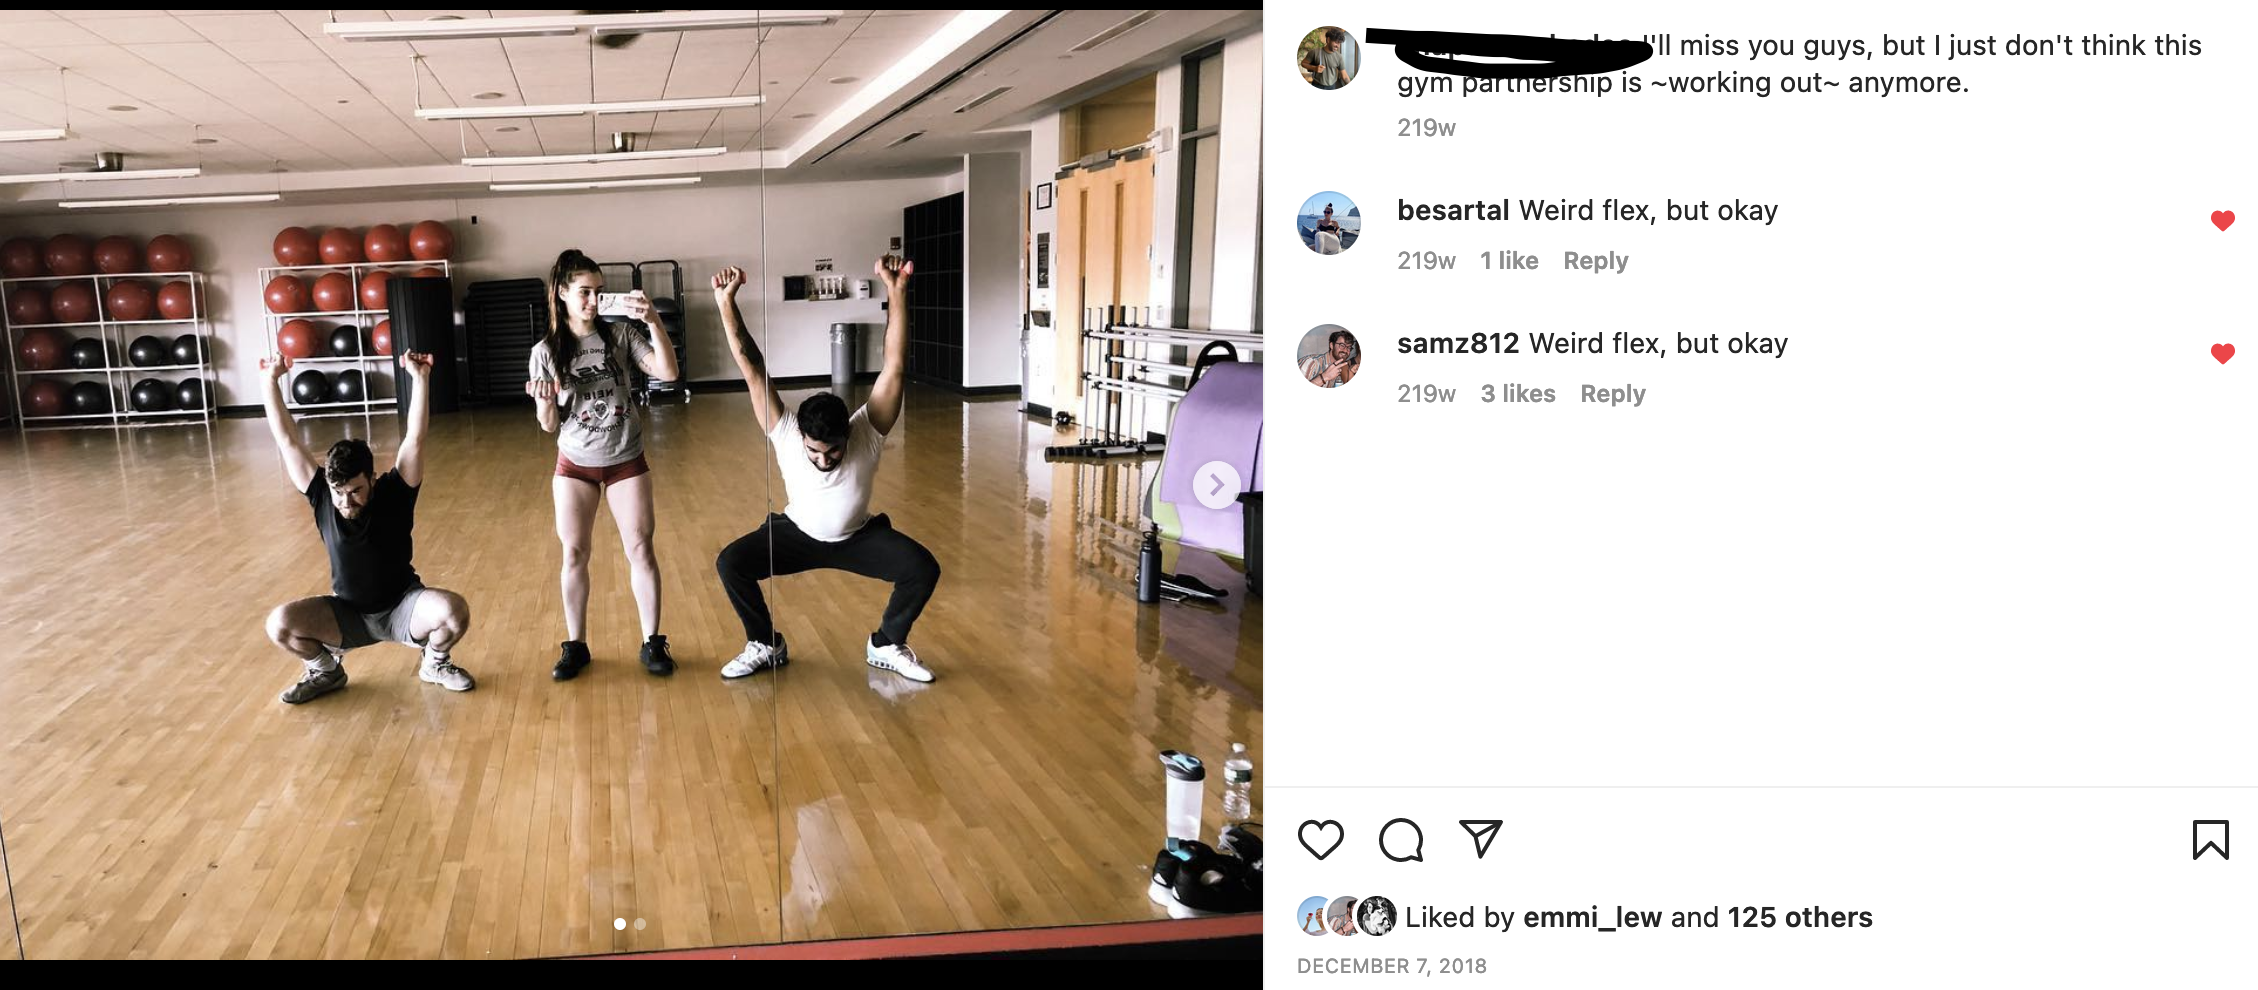 I'll miss you guys, but I just don't think this
gym partnership is ~working out~ anymore.
219w
besartal Weird flex, but okay
219w 1 like Reply
samz812 Weird flex, but okay
219w 3 likes Reply
Liked by emmi_lew and 125 others
DECEMBER 7, 2018